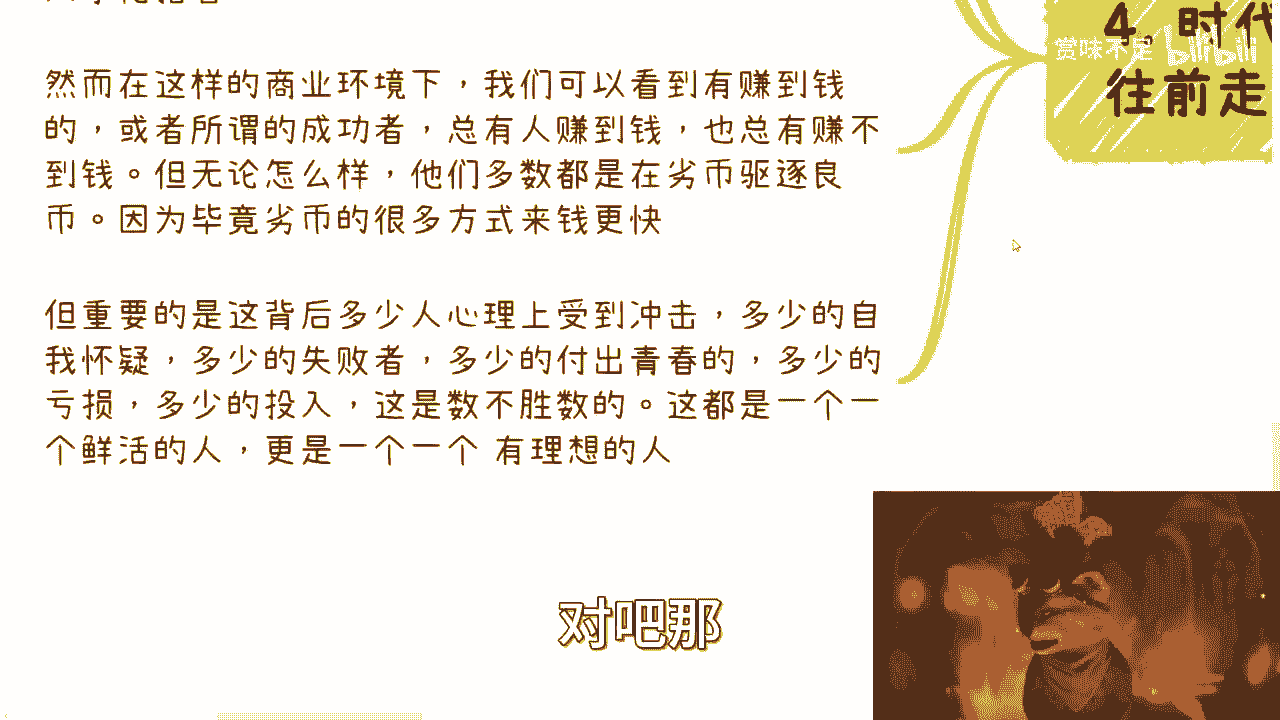 然而在这样的商业环境下，我们可以看到有赚到钱
的，或者所谓的成功者，总有人赚到钱，也总有赚不
到钱。但无论怎么样，他们多数都是在劣币驱逐良
币。因为毕竟劣币的很多方式来钱更快
但重要的是这背后多少人心理上受到冲击，多少的自
我怀疑，多少的失败者，多少的付出青春的，多少的
亏损，多少的投入，这是数不胜数的。这都是一个一
个鲜活的人，更是一个一个 有理想的人
4. 时代
往前走
赏味不足 bilibili
对吧那